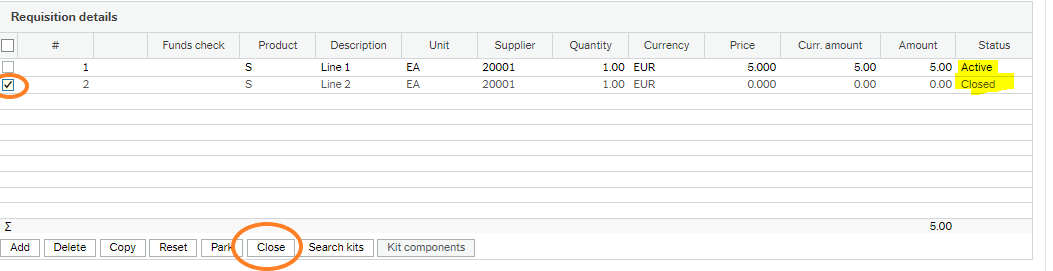 Requisition details
# Funds check Product Description Unit Supplier Quantity Currency Price Curr. amount Amount Status
1 S Line 1 EA 20001 1.00 EUR 5.000 5.00 5.00 Active
2 S Line 2 EA 20001 1.00 EUR 0.000 0.00 0.00 Closed
Σ 5.00
Add Delete Copy Reset Park Close Search kits Kit components